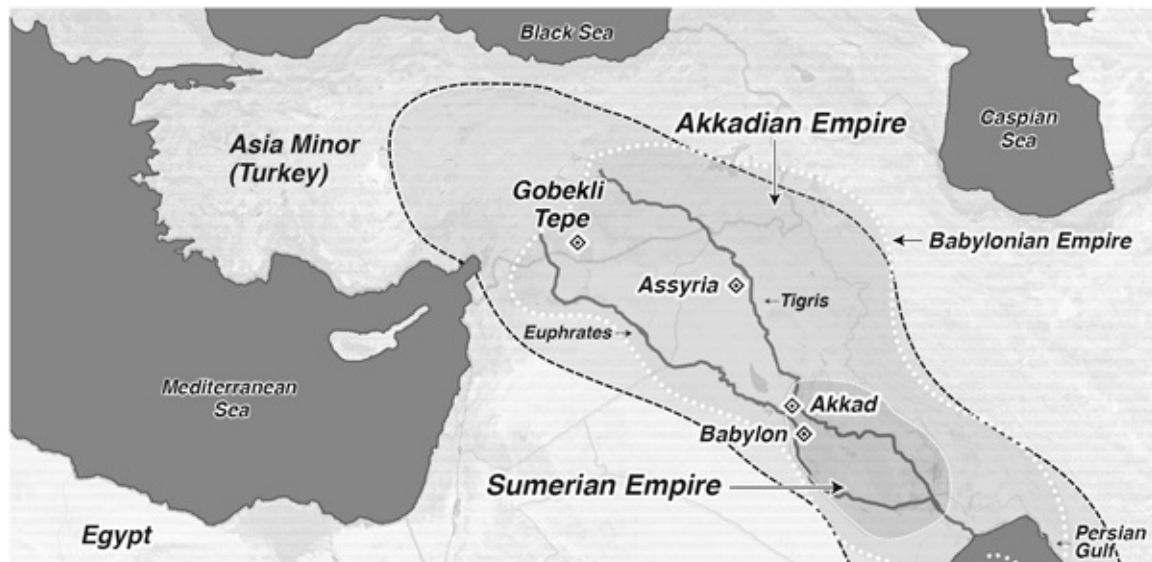 Black Sea
Caspian
Sea
Akkadian Empire
Asia Minor
(Turkey)
Gobekli
Tepe
Babylonian Empire
Assyria
Tigris
Euphrates
Mediterranean
Sea
Akkad
Babylon
Sumerian Empire
Egypt
Persian
Gulf